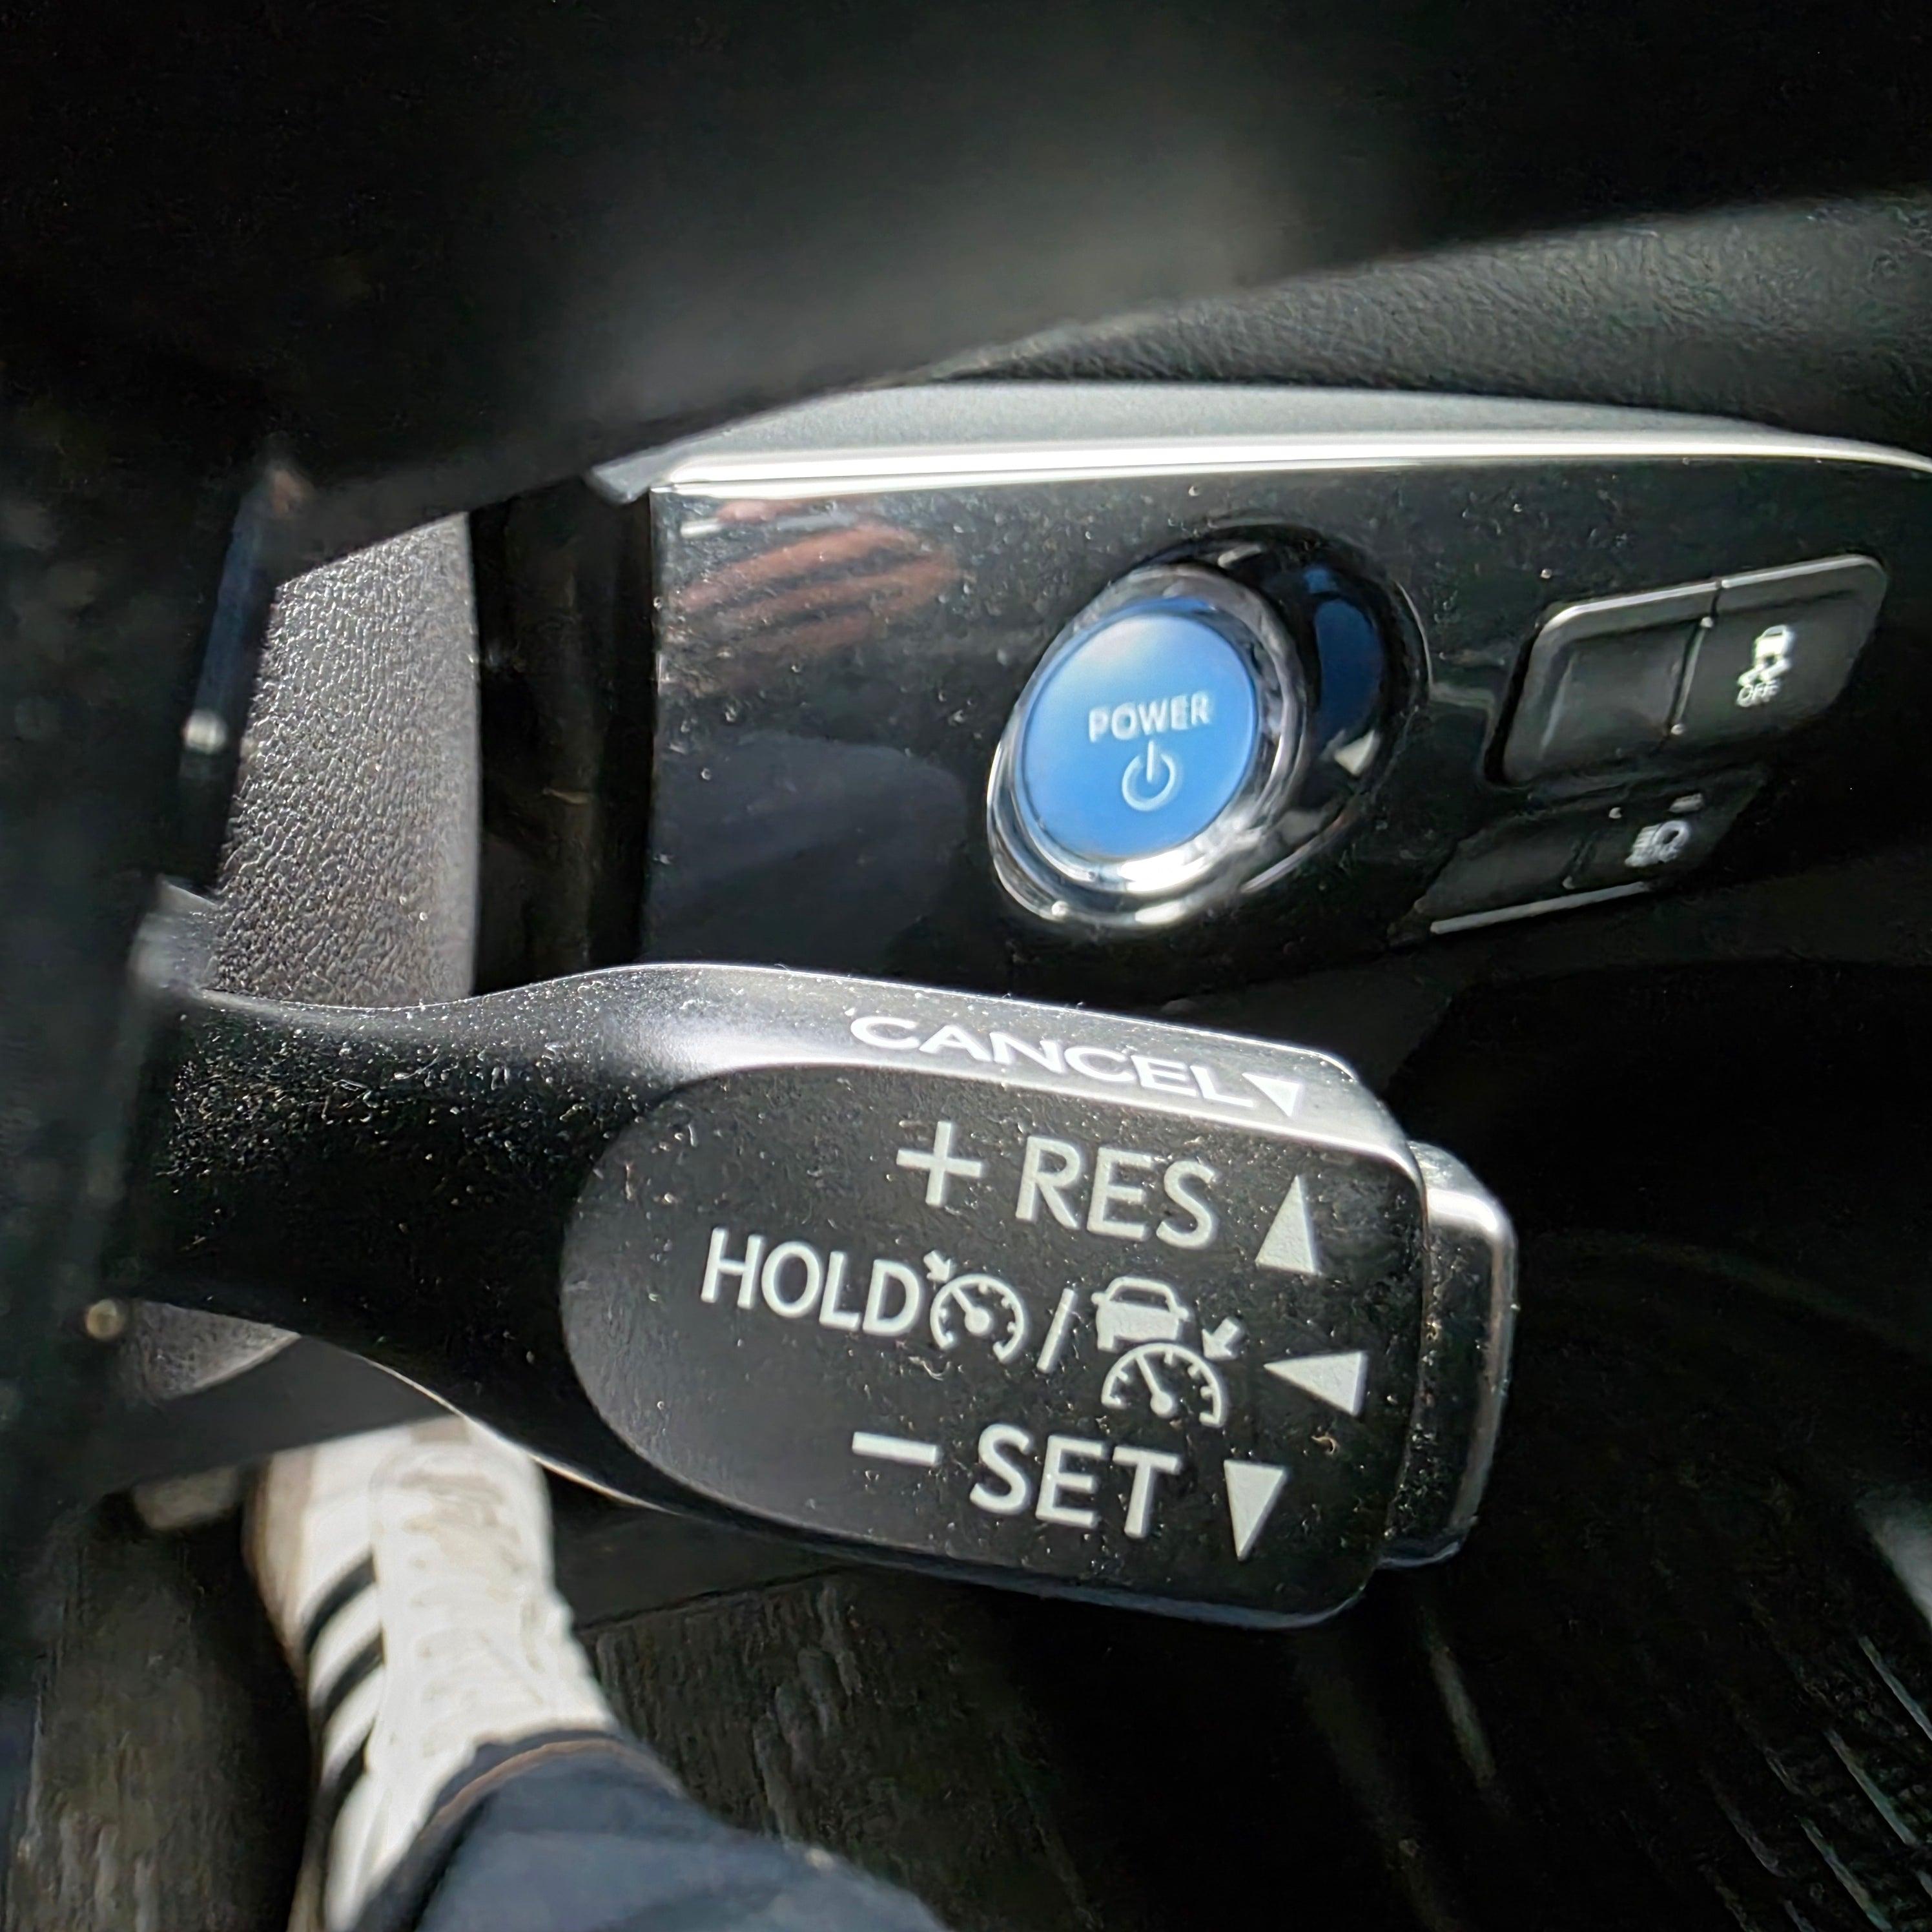 POWER
OFF
CANCEL
+ RES
HOLD /
− SET